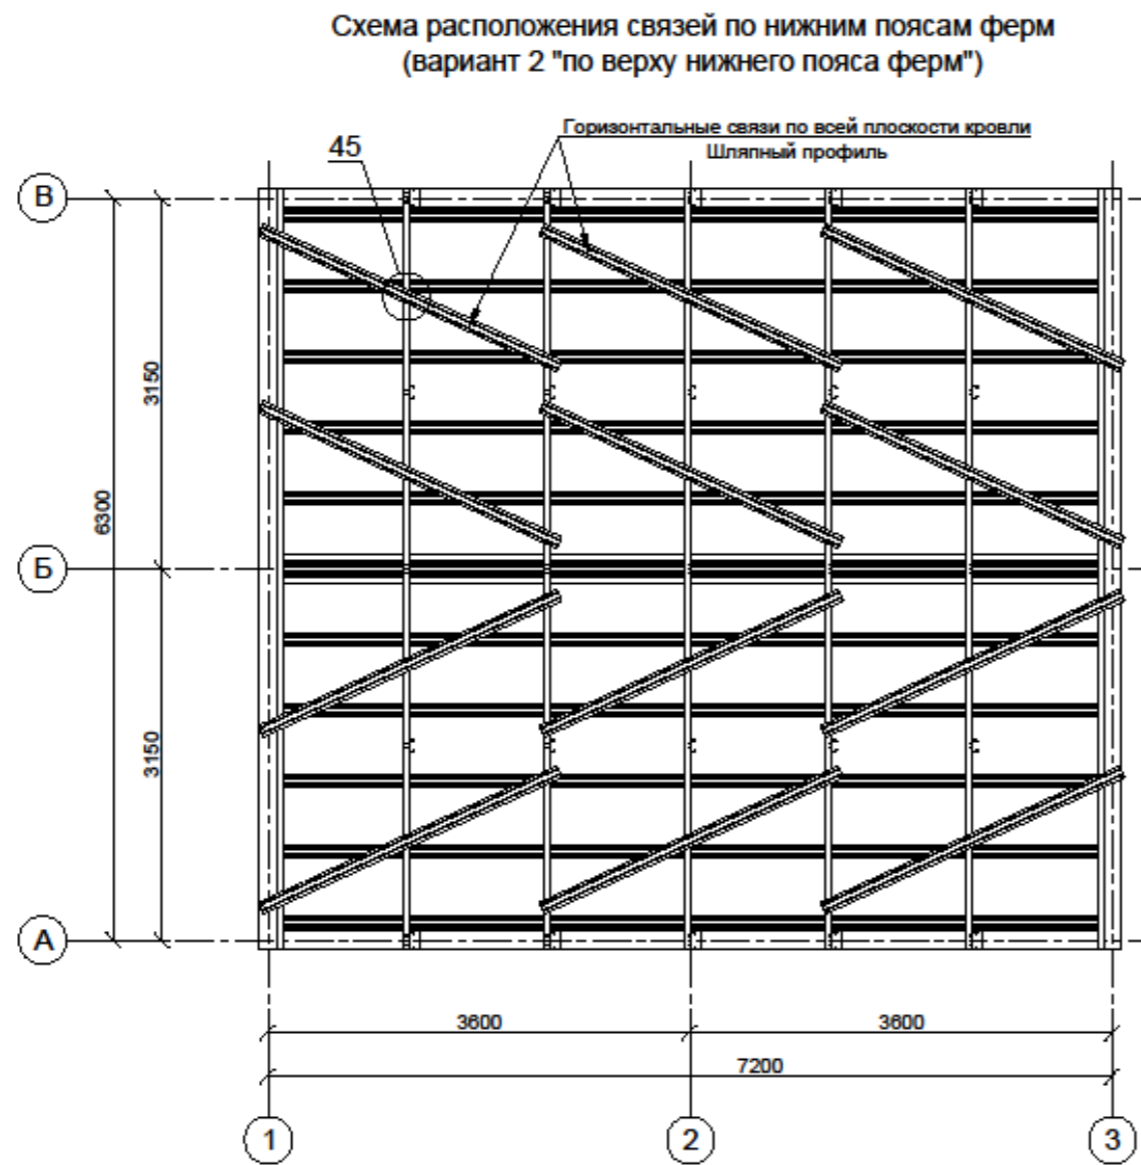 Схема расположения связей по нижним поясам ферм
(вариант 2 "по верху нижнего пояса ферм")
Горизонтальные связи по всей плоскости кровли
Шляпный профиль
45
В
3150
6300
Б
3150
А
3600
3600
7200
1
2
3